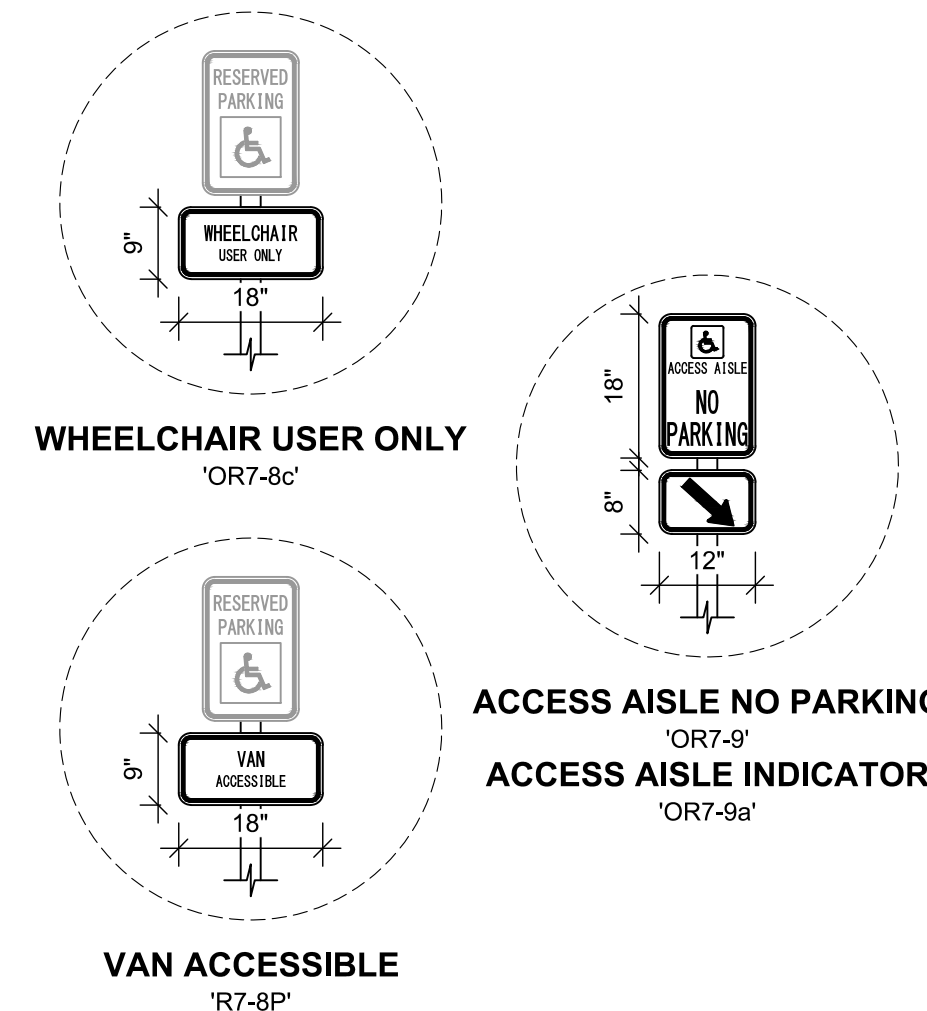 RESERVED
PARKING
9"
WHEELCHAIR
USER ONLY
18"
WHEELCHAIR USER ONLY
'OR7-8c'
18"
ACCESS AISLE
NO
PARKING
8"
12"
ACCESS AISLE NO PARKING
'OR7-9'
ACCESS AISLE INDICATOR
'OR7-9a'
RESERVED
PARKING
9"
VAN
ACCESSIBLE
18"
VAN ACCESSIBLE
'R7-8P'